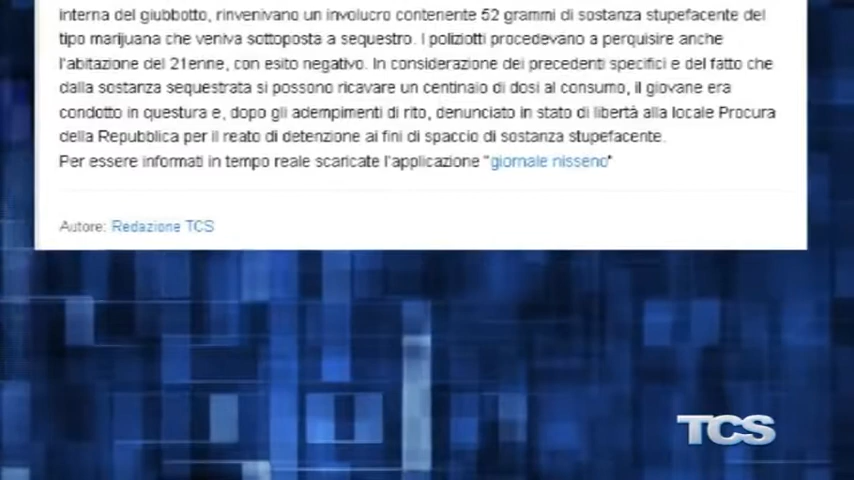 interna del giubbotto, rinvenivano un involucro contenente 52 grammi di sostanza stupefacente del
tipo marijuana che veniva sottoposta a sequestro. I poliziotti procedevano a perquisire anche
l'abitazione del 21enne, con esito negativo. In considerazione dei precedenti specifici e del fatto che
dalla sostanza sequestrata si possono ricavare un centinaio di dosi al consumo, il giovane era
condotto in questura e, dopo gli adempimenti di rito, denunciato in stato di libertà alla locale Procura
della Repubblica per il reato di detenzione ai fini di spaccio di sostanza stupefacente.
Per essere informati in tempo reale scaricate l'applicazione "giornale nisseno"
Autore: Redazione TCS
TCS